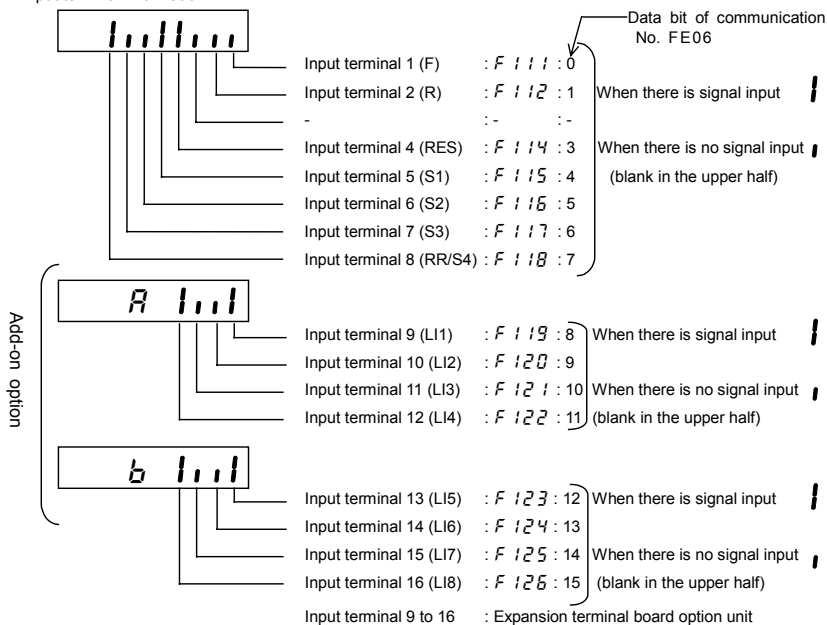 Data bit of communication
No. FE06
Input terminal 1 (F) : F111 : 0
Input terminal 2 (R) : F112 : 1 When there is signal input
- : - : -
Input terminal 4 (RES) : F114 : 3 When there is no signal input
Input terminal 5 (S1) : F115 : 4 (blank in the upper half)
Input terminal 6 (S2) : F116 : 5
Input terminal 7 (S3) : F117 : 6
Input terminal 8 (RR/S4) : F118 : 7
Add-on option
A
Input terminal 9 (LI1) : F119 : 8 When there is signal input
Input terminal 10 (LI2) : F120 : 9
Input terminal 11 (LI3) : F121 : 10 When there is no signal input
Input terminal 12 (LI4) : F122 : 11 (blank in the upper half)
b
Input terminal 13 (LI5) : F123 : 12 When there is signal input
Input terminal 14 (LI6) : F124 : 13
Input terminal 15 (LI7) : F125 : 14 When there is no signal input
Input terminal 16 (LI8) : F126 : 15 (blank in the upper half)
Input terminal 9 to 16 : Expansion terminal board option unit